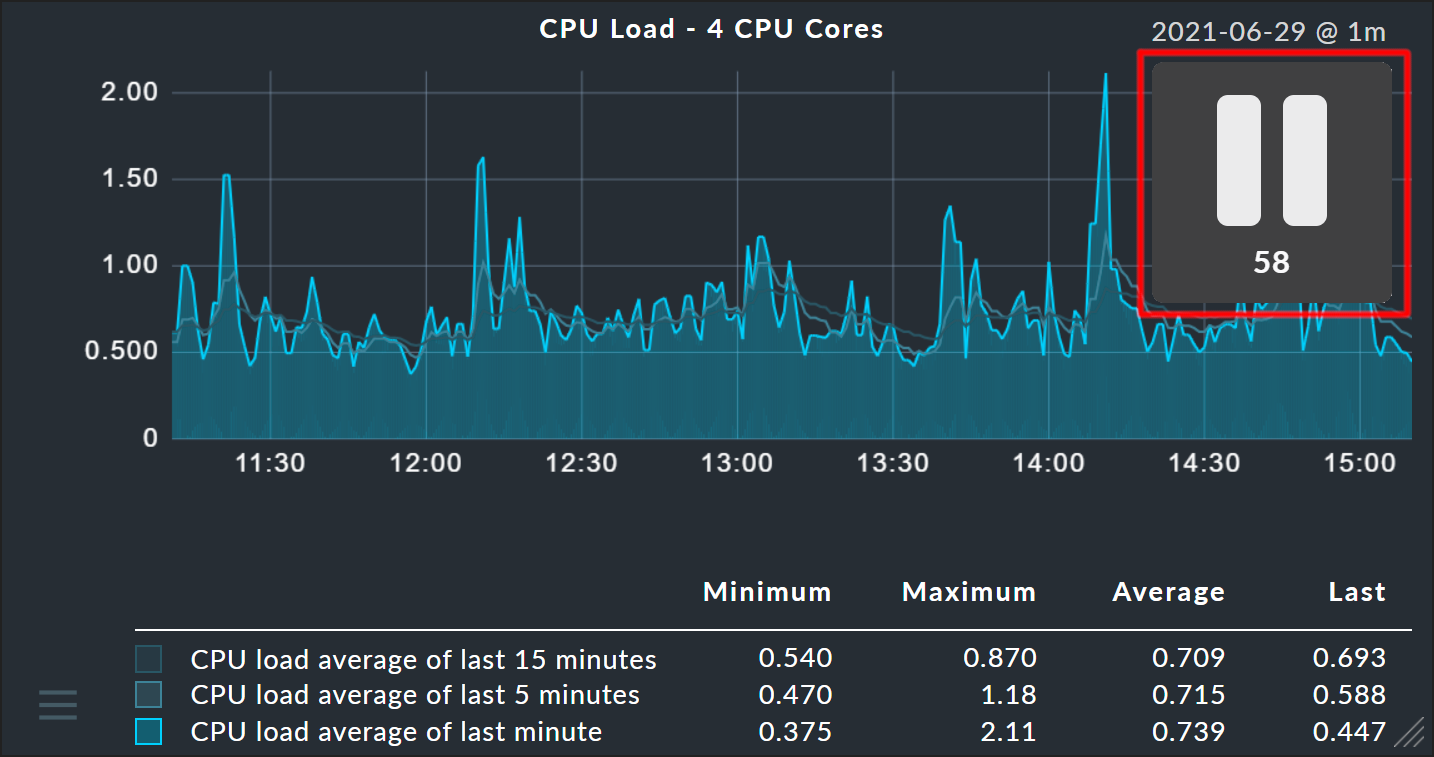 CPU Load - 4 CPU Cores
2021-06-29 @ 1m
2.00
1.50
1.00
0.500
0
58
11:30 12:00 12:30 13:00 13:30 14:00 14:30 15:00
Minimum Maximum Average Last
CPU load average of last 15 minutes 0.540 0.870 0.709 0.693
CPU load average of last 5 minutes 0.470 1.18 0.715 0.588
CPU load average of last minute 0.375 2.11 0.739 0.447